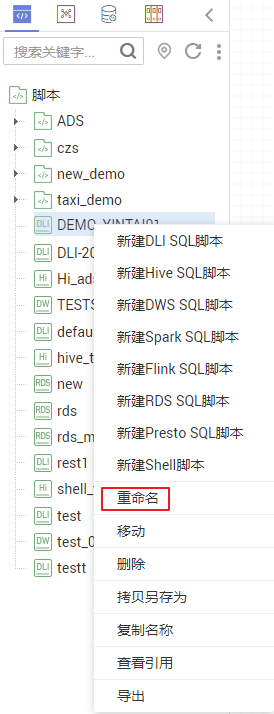 搜索关键字...
脚本
ADS
czs
new_demo
taxi_demo
DLI
DLI DLI-20
Hi Hi_ads
DW TESTS
DLI defau
Hi hive_t
RDS new
RDS rds
RDS rds_m
DLI rest1
Hi shell_
DLI test
DW test_0
DLI testt
新建DLI SQL脚本
新建Hive SQL脚本
新建DWS SQL脚本
新建Spark SQL脚本
新建Flink SQL脚本
新建RDS SQL脚本
新建Presto SQL脚本
新建Shell脚本
重命名
移动
删除
拷贝另存为
复制名称
查看引用
导出